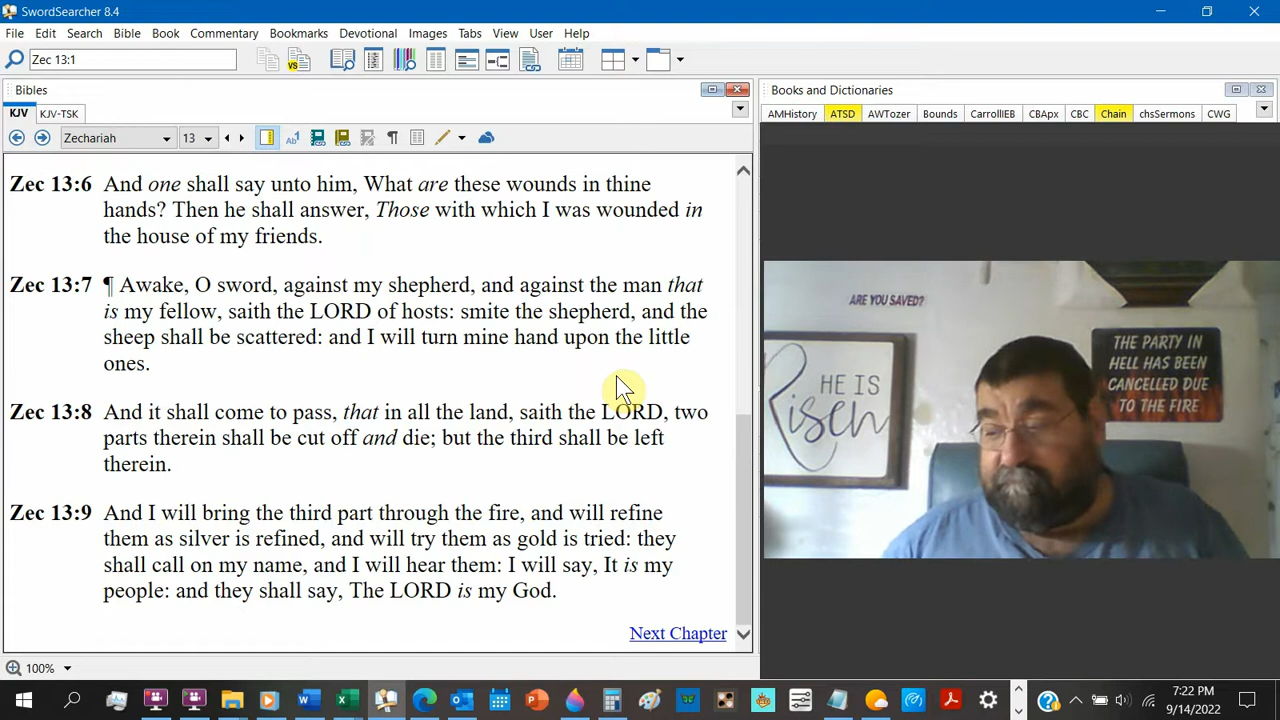 SwordSearcher 8.4
File Edit Search Bible Book Commentary Bookmarks Devotional Images Tabs View User Help
Zec 13:1
VS
Bibles
KJV KJV-TSK
Zechariah 13
Zec 13:6 And one shall say unto him, What are these wounds in thine
hands? Then he shall answer, Those with which I was wounded in
the house of my friends.
Zec 13:7 ¶ Awake, O sword, against my shepherd, and against the man that
is my fellow, saith the LORD of hosts: smite the shepherd, and the
sheep shall be scattered: and I will turn mine hand upon the little
ones.
Zec 13:8 And it shall come to pass, that in all the land, saith the LORD, two
parts therein shall be cut off and die; but the third shall be left
therein.
Zec 13:9 And I will bring the third part through the fire, and will refine
them as silver is refined, and will try them as gold is tried: they
shall call on my name, and I will hear them: I will say, It is my
people: and they shall say, The LORD is my God.
Next Chapter
100%
Books and Dictionaries
AMHistory ATSD AWTozer Bounds CarrollEB CBApx CBC Chain chsSermons CWG
ARE YOU SAVED?
HE IS
Risen
THE PARTY IN
HELL HAS BEEN
CANCELLED DUE
TO THE FIRE
7:22 PM
9/14/2022